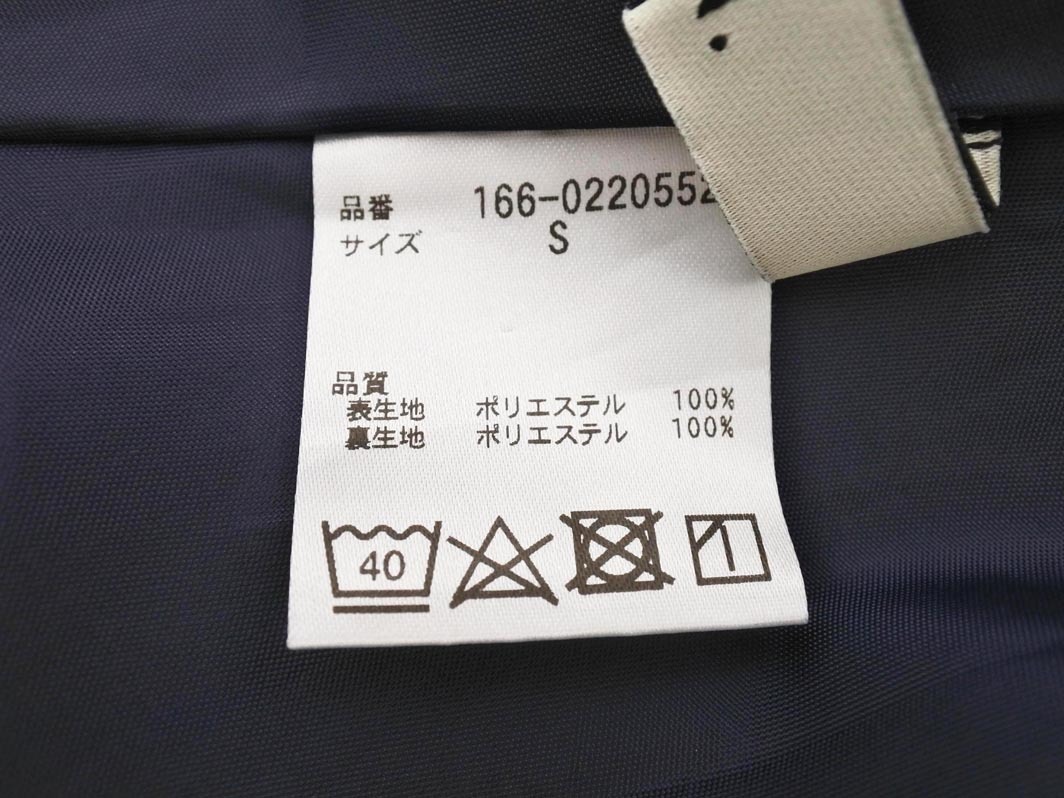 品番 166-0220552
サイズ S
品質
表生地 ポリエステル 100%
裏生地 ポリエステル 100%
40